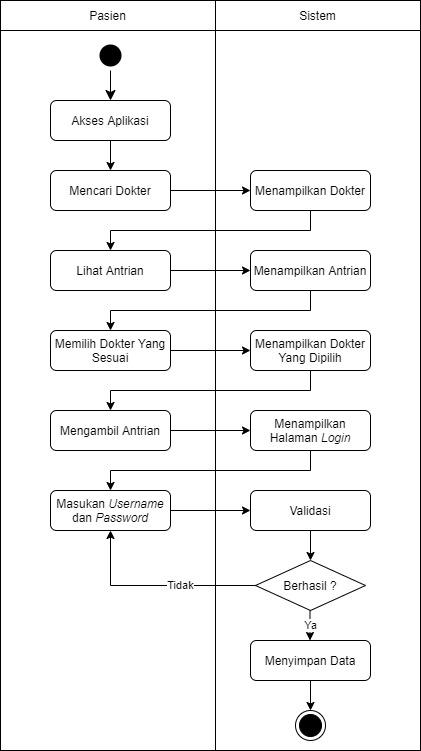 Pasien
Sistem
Akses Aplikasi
Mencari Dokter
Menampilkan Dokter
Lihat Antrian
Menampilkan Antrian
Memilih Dokter Yang
Sesuai
Menampilkan Dokter
Yang Dipilih
Mengambil Antrian
Menampilkan
Halaman Login
Masukan Username
dan Password
Validasi
Berhasil ?
Tidak
Ya
Menyimpan Data